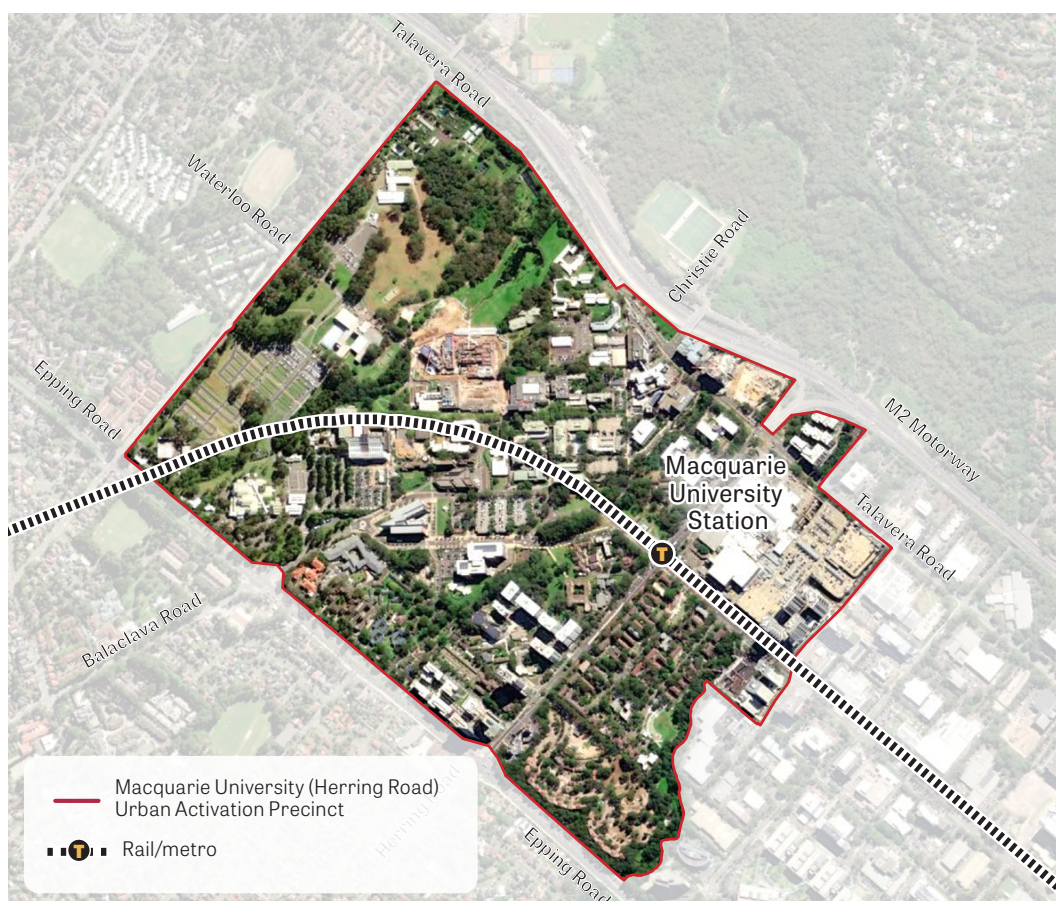 Talavera Road
Waterloo Road
Christie Road
Epping Road
M2 Motorway
Macquarie
University
Station
T
Talavera Road
Balaclava Road
Macquarie University (Herring Road)
Urban Activation Precinct
T
Rail/metro
Herring Road
Epping Road